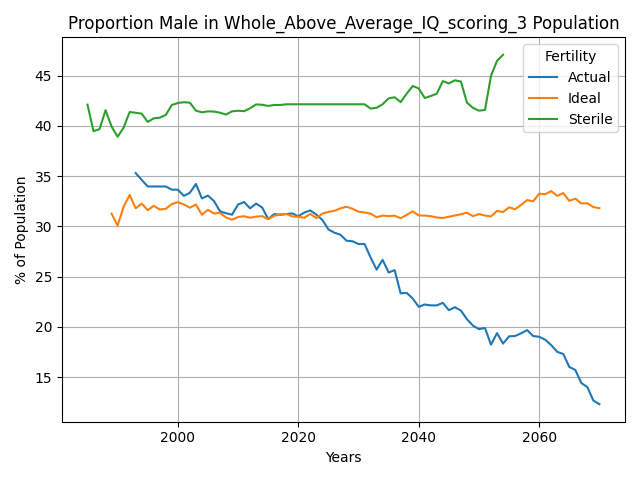 Proportion Male in Whole_Above_Average_IQ_scoring_3 Population
% of Population
45
40
35
30
25
20
15
Fertility
Actual
Ideal
Sterile
2000
2020
2040
2060
Years